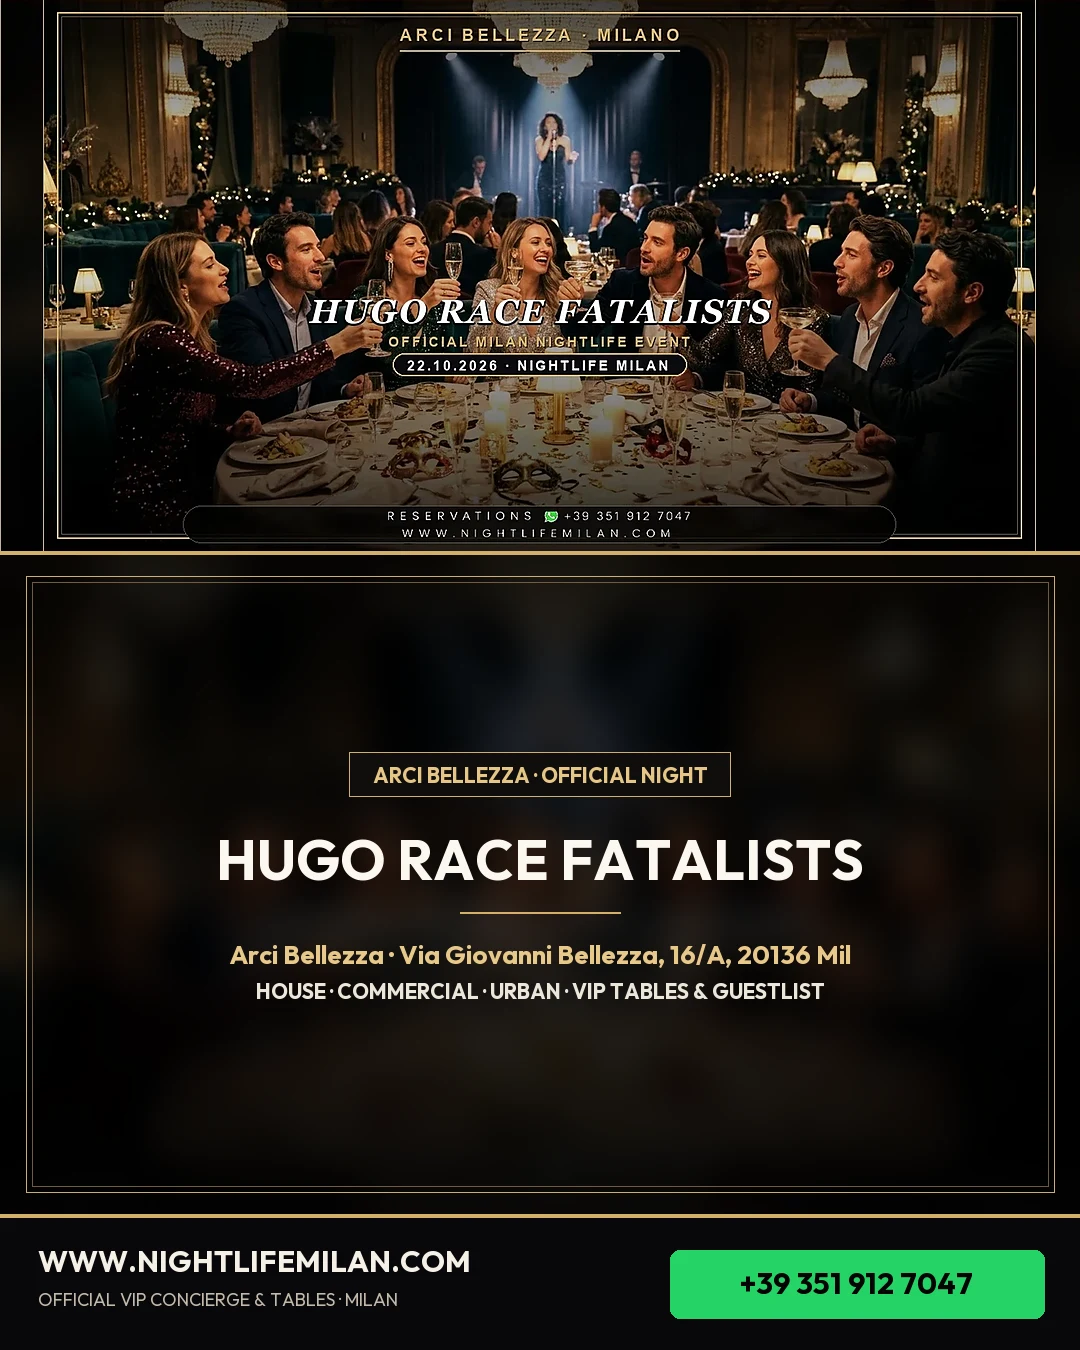 ARCI BELLEZZA · MILANO
HUGO RACE FATALISTS
OFFICIAL MILAN NIGHTLIFE EVENT
22.10.2026 · NIGHTLIFE MILAN
RESERVATIONS +39 351 912 7047
WWW.NIGHTLIFEMILAN.COM
ARCI BELLEZZA · OFFICIAL NIGHT
HUGO RACE FATALISTS
Arci Bellezza · Via Giovanni Bellezza, 16/A, 20136 Mil
HOUSE · COMMERCIAL · URBAN · VIP TABLES & GUESTLIST
WWW.NIGHTLIFEMILAN.COM
OFFICIAL VIP CONCIERGE & TABLES · MILAN
+39 351 912 7047